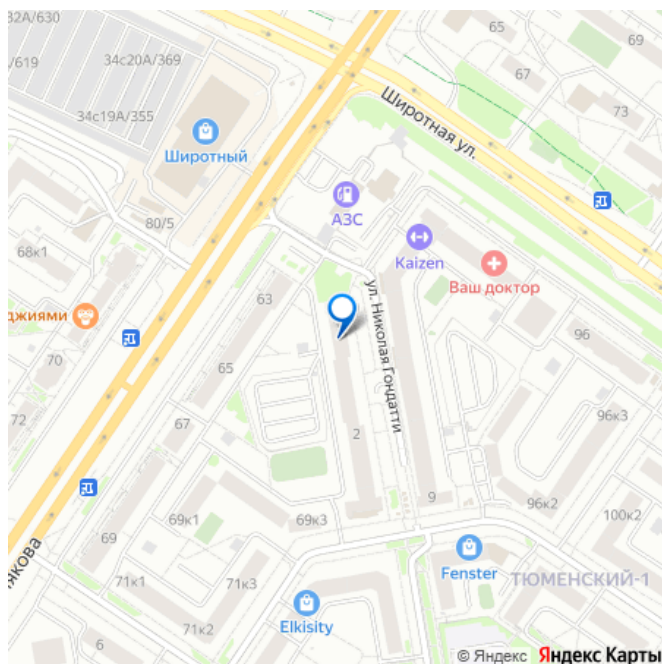 32А/630
/619
34с20А/369
34с19А/355
Широтный
65
69
67
73
Широтная ул.
АЗС
Kaizen
Ваш доктор
80/5
68к1
джиями
63
ул. Николая Гондатти
70
65
96
72
67
2
96к3
9
96к2
69к1
69к3
100к2
69
якова
71к1
71к3
Fenster
ТЮМЕНСКИЙ-1
Elkisity
71к2
6
© Яндекс Яндекс Карты